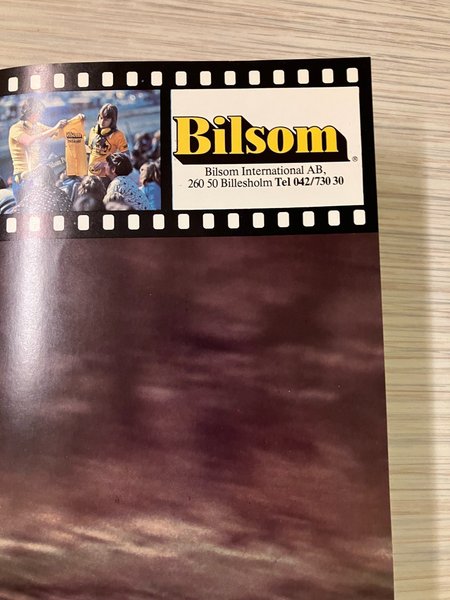 Bilsom
®
Bilsom International AB,
260 50 Billesholm Tel 042/730 30